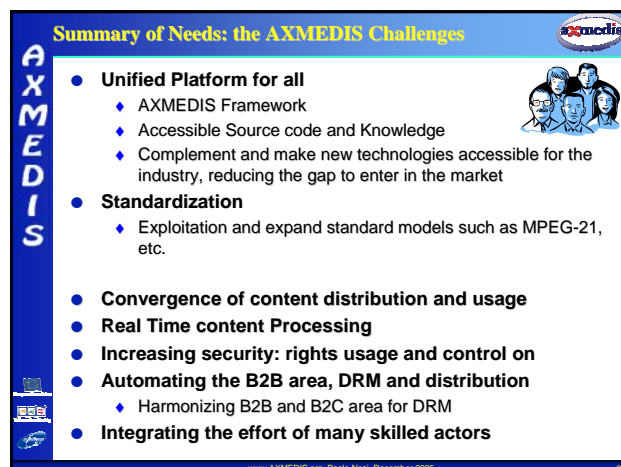 Summary of Needs: the AXMEDIS Challenges
axmedis
AXMEDIS
Unified Platform for all
AXMEDIS Framework
Accessible Source code and Knowledge
Complement and make new technologies accessible for the
industry, reducing the gap to enter in the market
Standardization
Exploitation and expand standard models such as MPEG-21,
etc.
Convergence of content distribution and usage
Real Time content Processing
Increasing security: rights usage and control on
Automating the B2B area, DRM and distribution
Harmonizing B2B and B2C area for DRM
Integrating the effort of many skilled actors